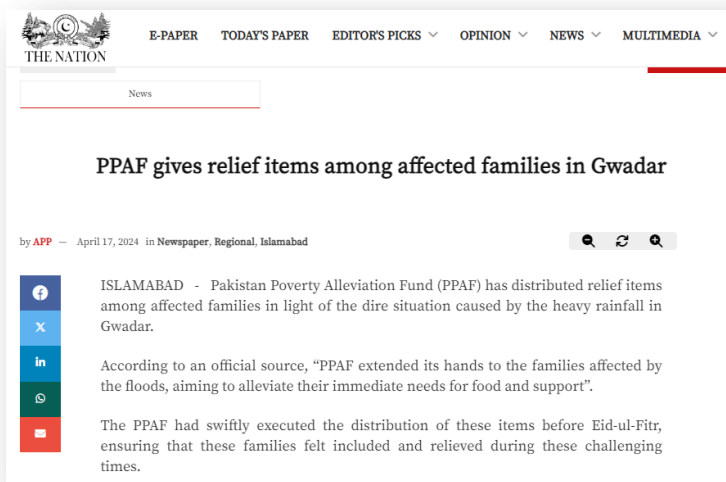 THE NATION
E-PAPER TODAY'S PAPER EDITOR'S PICKS OPINION NEWS MULTIMEDIA
News
PPAF gives relief items among affected families in Gwadar
by APP — April 17, 2024 in Newspaper, Regional, Islamabad
ISLAMABAD - Pakistan Poverty Alleviation Fund (PPAF) has distributed relief items
among affected families in light of the dire situation caused by the heavy rainfall in
Gwadar.
According to an official source, “PPAF extended its hands to the families affected by
the floods, aiming to alleviate their immediate needs for food and support”.
The PPAF had swiftly executed the distribution of these items before Eid-ul-Fitr,
ensuring that these families felt included and relieved during these challenging
times.